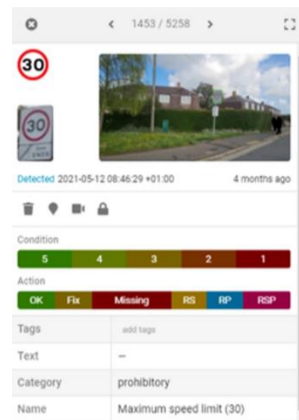 1453 / 5258
30
30
Detected 2021-05-12 08:46:29 +01:00 4 months ago
Condition
5 4 3 2 1
Action
OK Fix Missing RS RP RSP
Tags add tags
Text –
Category prohibitory
Name Maximum speed limit (30)